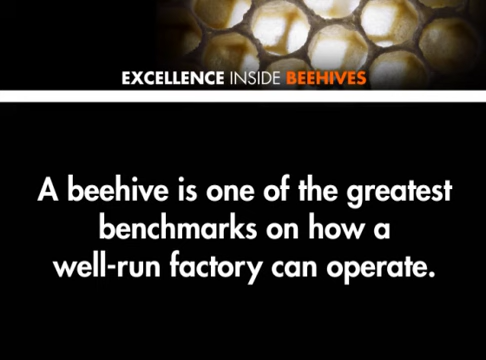 EXCELLENCE INSIDE BEEHIVES
A beehive is one of the greatest
benchmarks on how a
well-run factory can operate.